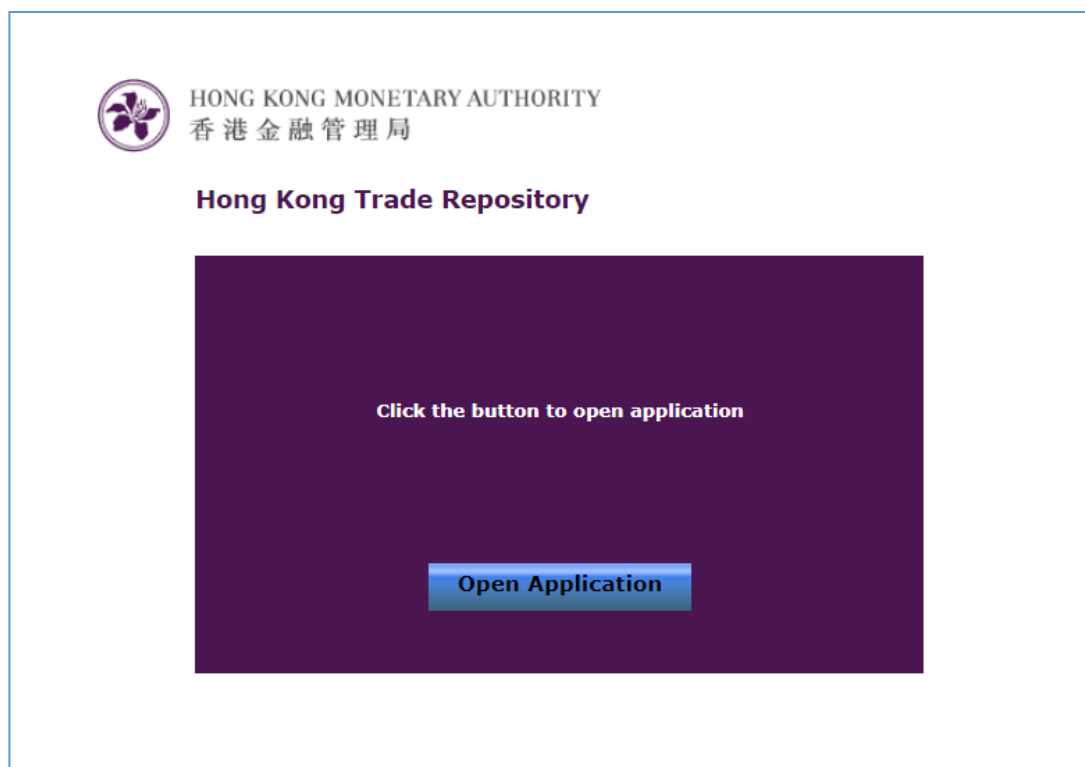 HONG KONG MONETARY AUTHORITY
香港金融管理局
Hong Kong Trade Repository
Click the button to open application
Open Application